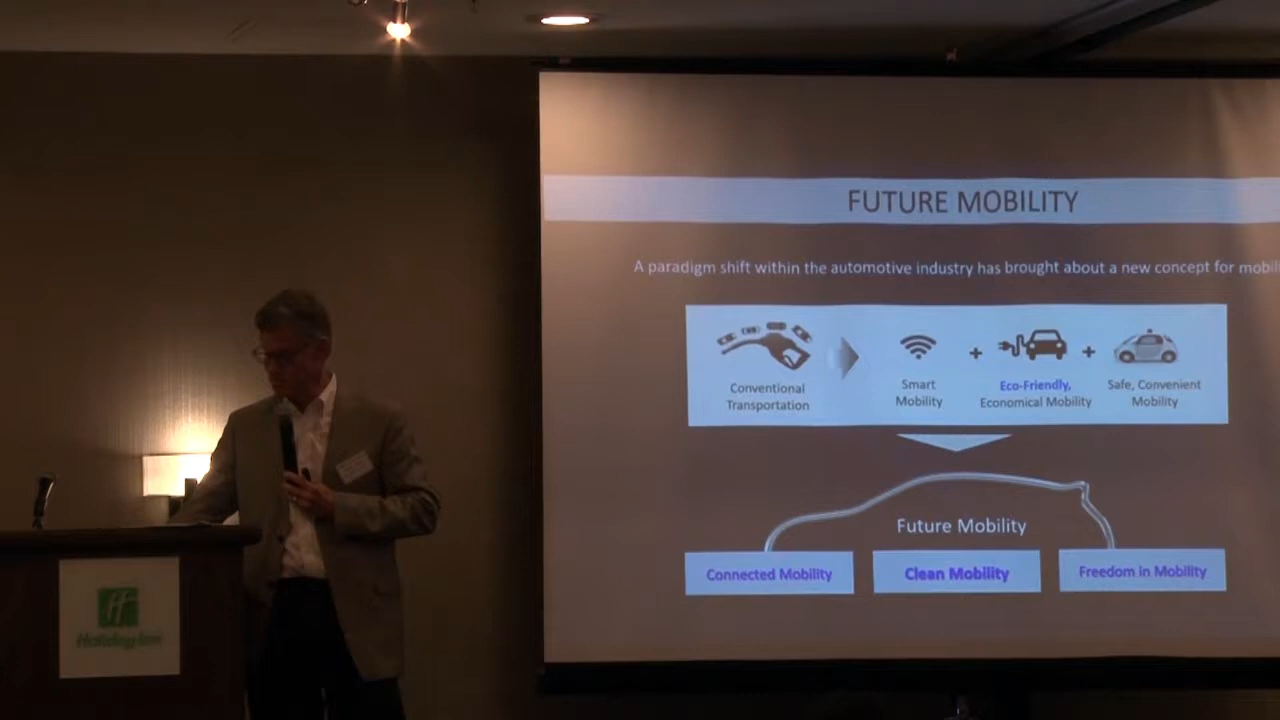 FUTURE MOBILITY
A paradigm shift within the automotive industry has brought about a new concept for mobil
Conventional
Transportation
Smart
Mobility
+
Eco-Friendly,
Economical Mobility
+
Safe, Convenient
Mobility
Future Mobility
Connected Mobility
Clean Mobility
Freedom in Mobility
H
Holiday Inn